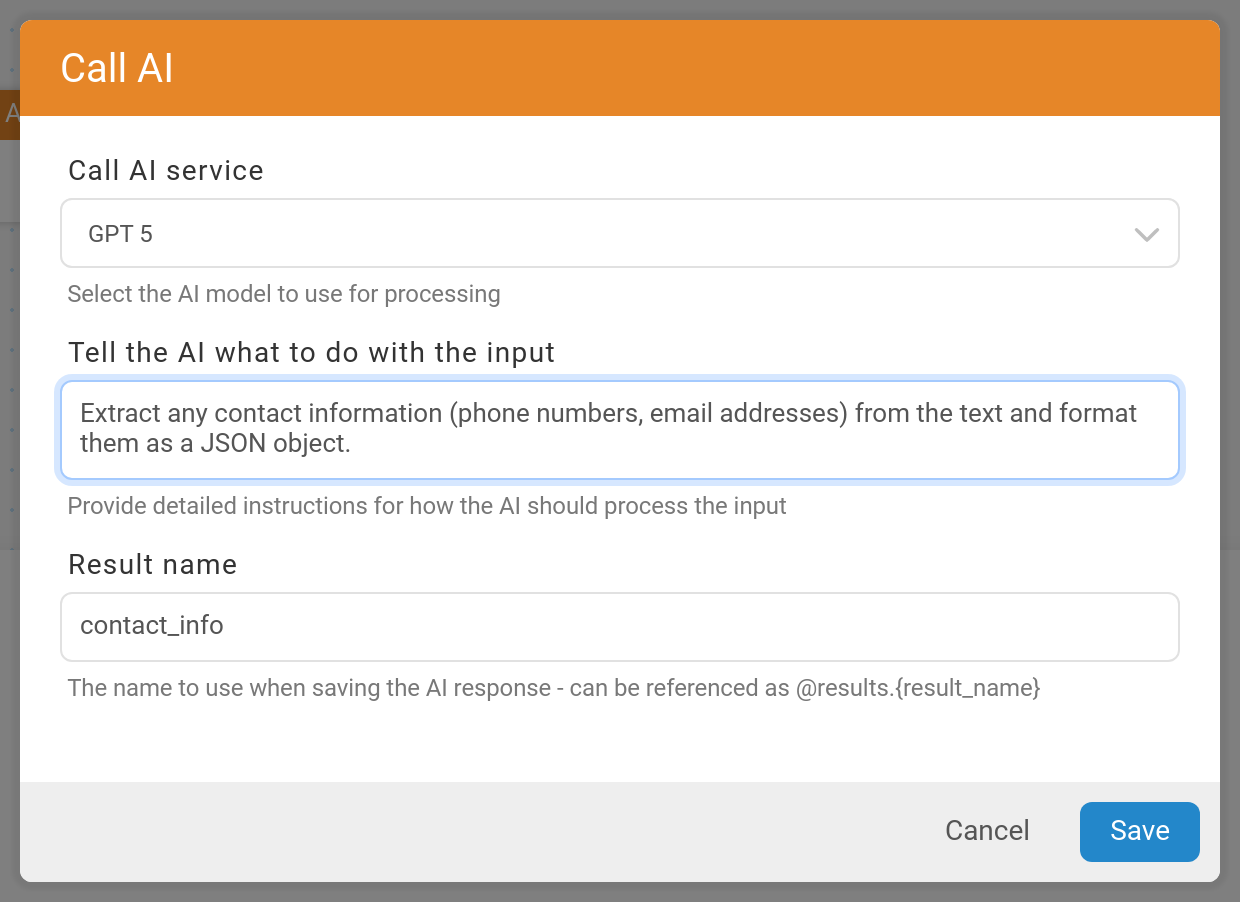 Call AI
A
Call AI service
GPT 5
Select the AI model to use for processing
Tell the AI what to do with the input
Extract any contact information (phone numbers, email addresses) from the text and format
them as a JSON object.
Provide detailed instructions for how the AI should process the input
Result name
contact_info
The name to use when saving the AI response - can be referenced as @results.{result_name}
Cancel
Save